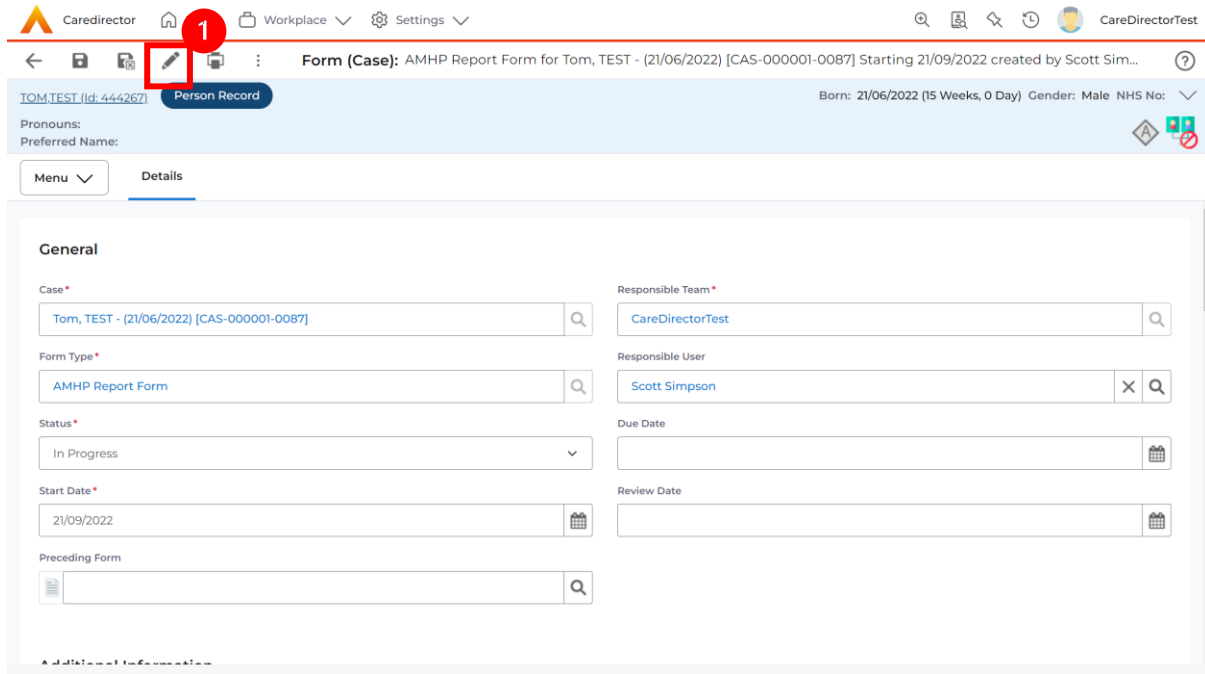 Caredirector Workplace Settings CareDirectorTest
1
Form (Case): AMHP Report Form for Tom, TEST - (21/06/2022) [CAS-000001-0087] Starting 21/09/2022 created by Scott Sim... ?
TOM,TEST (Id: 444267) Person Record Born: 21/06/2022 (15 Weeks, 0 Day) Gender: Male NHS No:
Pronouns:
Preferred Name:
A
Menu Details
General
Case* Responsible Team*
Tom, TEST - (21/06/2022) [CAS-000001-0087] CareDirectorTest
Form Type* Responsible User
AMHP Report Form Scott Simpson
Status* Due Date
In Progress
Start Date* Review Date
21/09/2022
Preceding Form
Additional Information